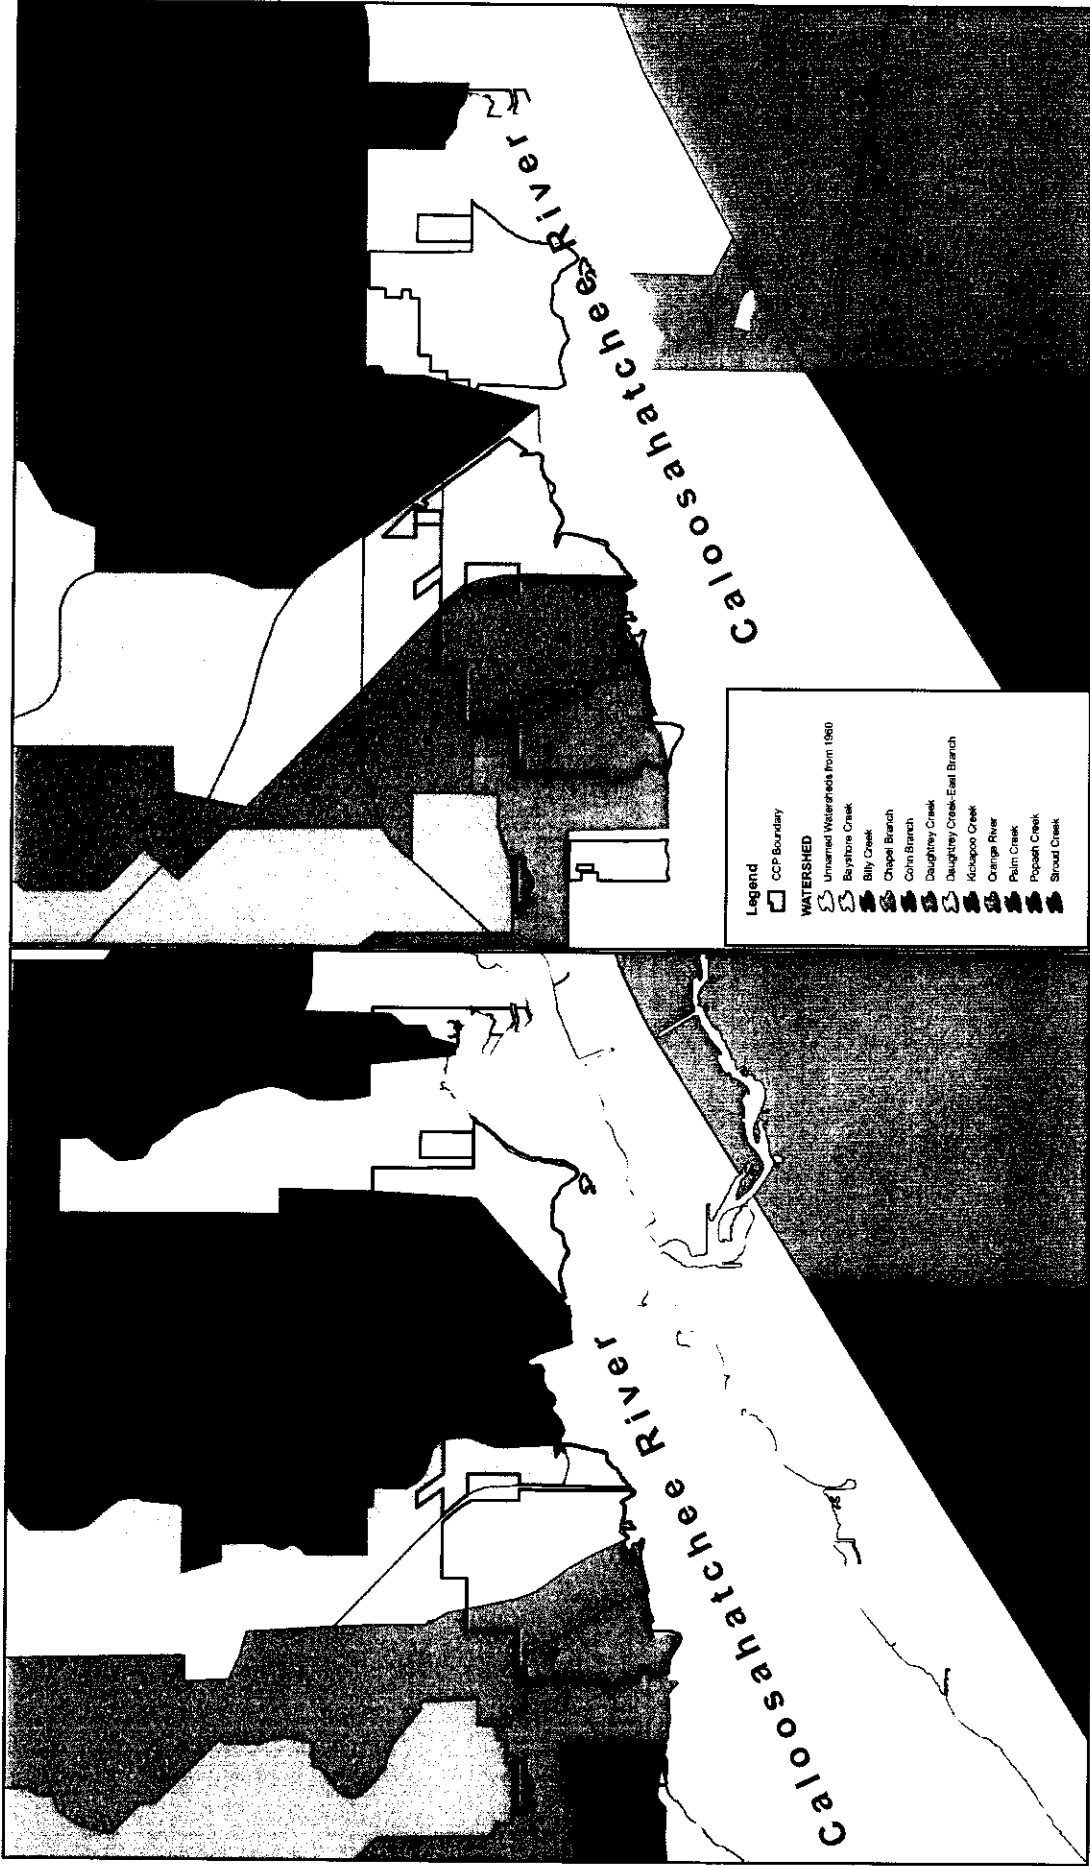 Caloosahatchee River
Caloosahatchee River
Legend
CCP Boundary
WATERSHED
Unnamed Watersheds from 1960
Bayshore Creek
Billy Creek
Chapel Branch
Cohn Branch
Daughtrey Creek
Daughtrey Creek-East Branch
Kickapoo Creek
Orange River
Palm Creek
Popash Creek
Stroud Creek